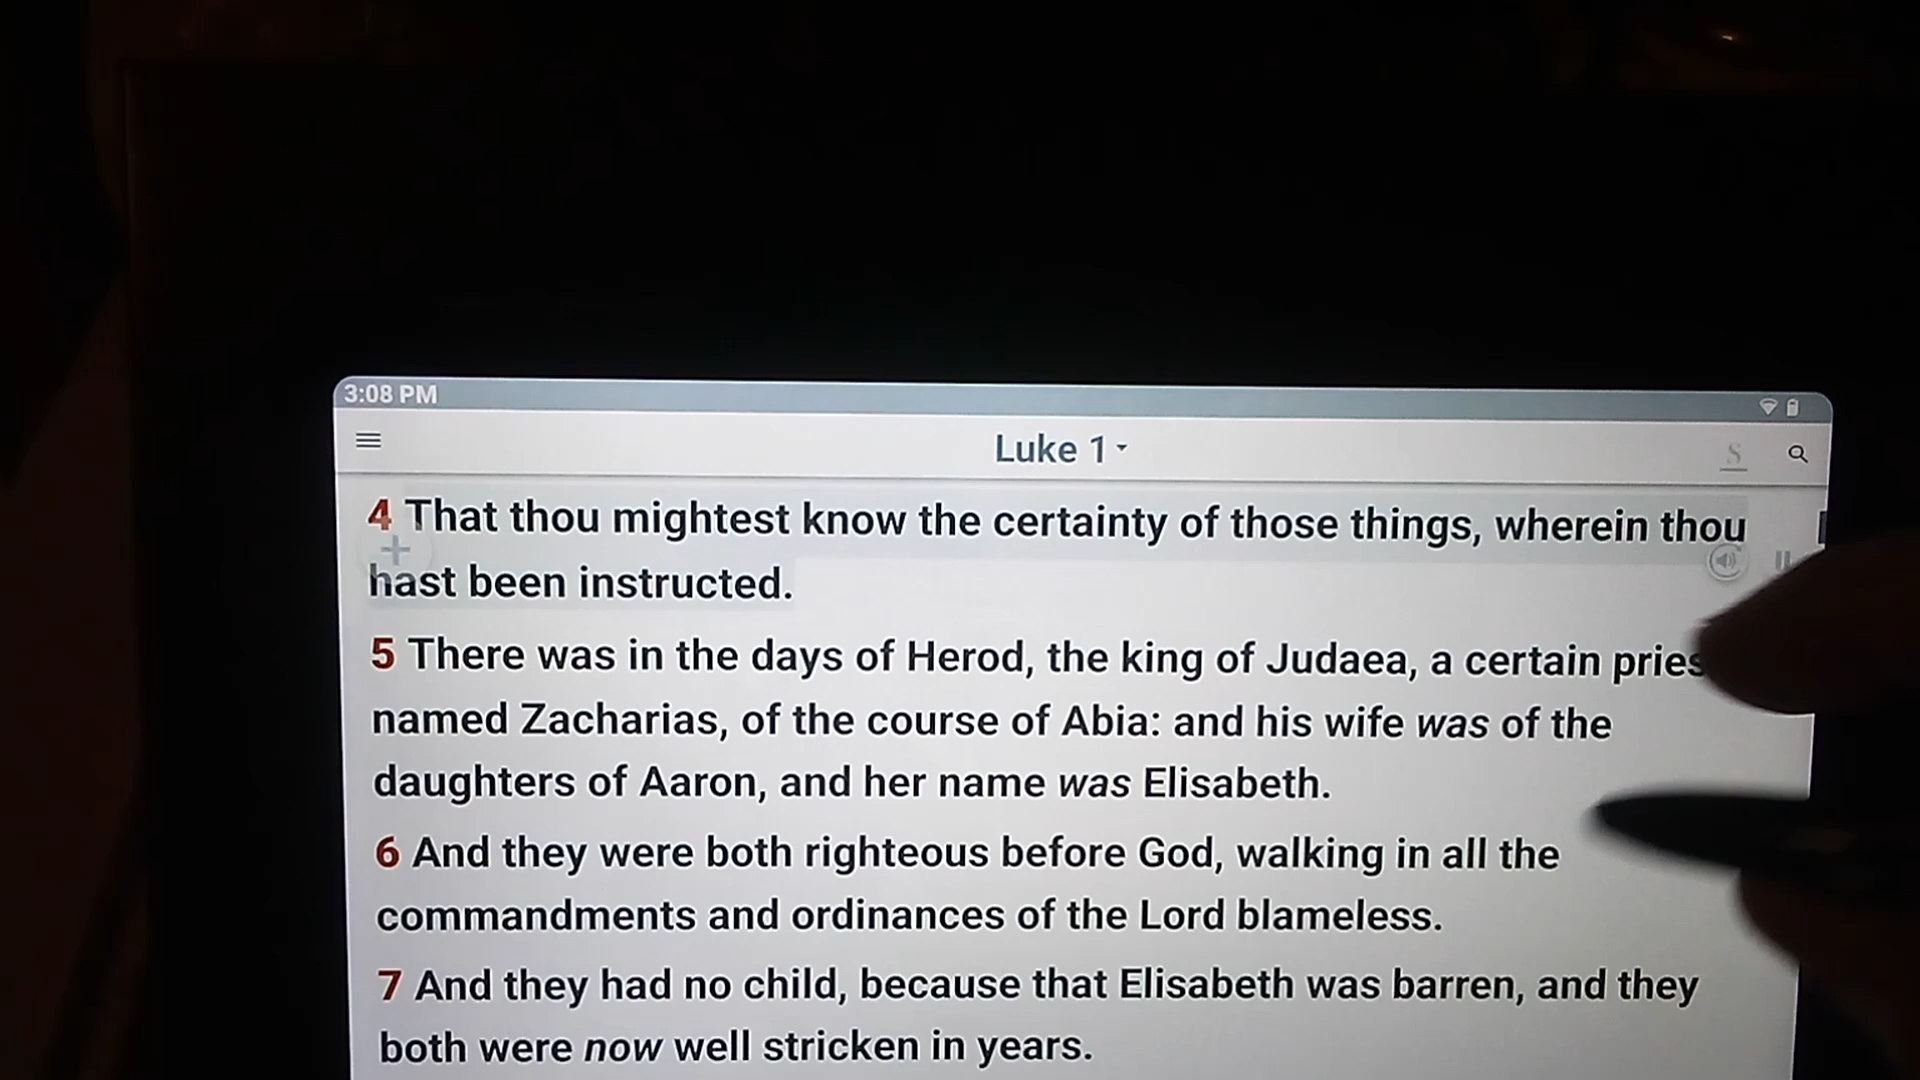 3:08 PM
Luke 1
S
4 That thou mightest know the certainty of those things, wherein thou
hast been instructed.
5 There was in the days of Herod, the king of Judaea, a certain
named Zacharias, of the course of Abia: and his wife was of the
daughters of Aaron, and her name was Elisabeth.
6 And they were both righteous before God, walking in all the
commandments and ordinances of the Lord blameless.
7 And they had no child, because that Elisabeth was barren, and they
both were now well stricken in years.